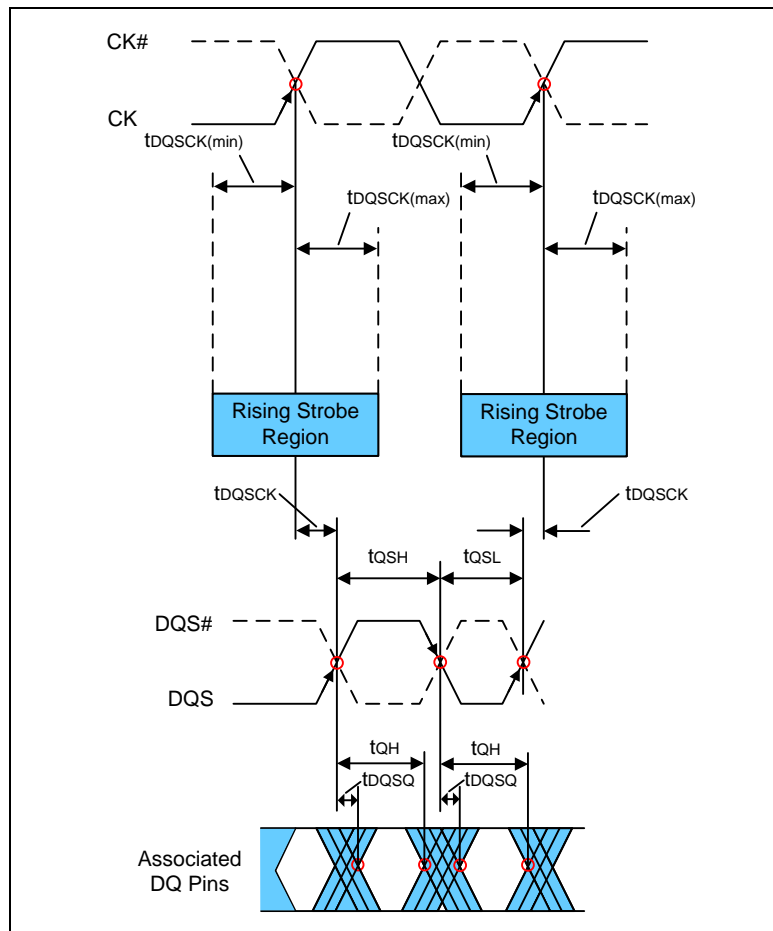 CK#
CK
tDQSCK(min)
tDQSCK(min)
tDQSCK(max)
tDQSCK(max)
Rising Strobe
Region
Rising Strobe
Region
tDQSCK
tDQSCK
tQSH
tQSL
DQS#
DQS
tQH
tQH
tDQSQ
tDQSQ
Associated
DQ Pins